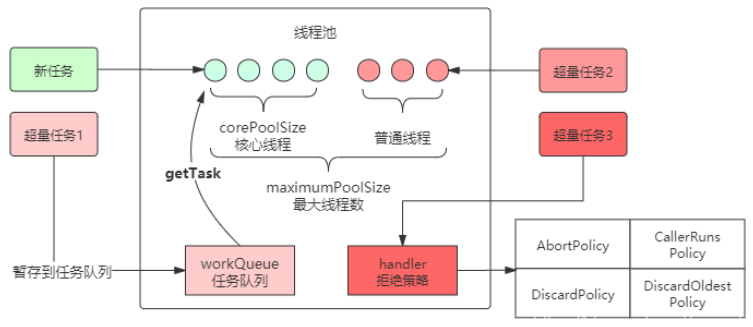 线程池
新任务
超量任务2
超量任务1
corePoolSize
核心线程
普通线程
超量任务3
getTask
maximumPoolSize
最大线程数
暂存到任务队列
workQueue
任务队列
handler
拒绝策略
AbortPolicy
CallerRuns
Policy
DiscardPolicy
DiscardOldest
Policy